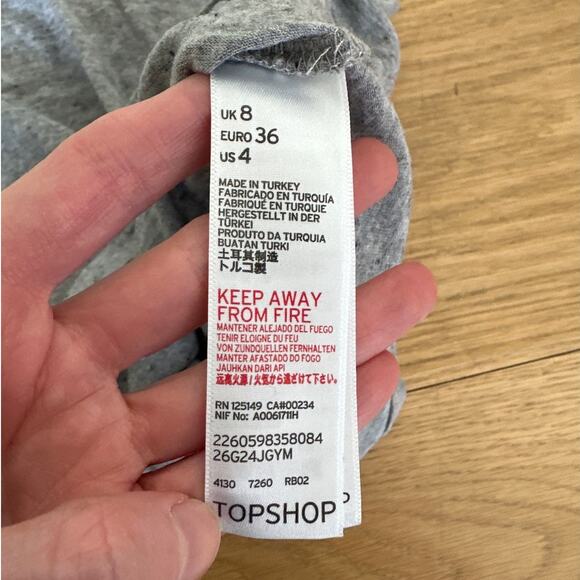 UK 8
EURO 36
US 4
MADE IN TURKEY
FABRICADO EN TURQUÍA
FABRIQUÉ EN TURQUIE
HERGESTELLT IN DER
TÜRKEI
PRODUTO DA TURQUIA
BUATAN TURKI
土耳其制造
トルコ製
KEEP AWAY
FROM FIRE
MANTENER ALEJADO DEL FUEGO
TENIR ELOIGNE DU FEU
VON ZUNDQUELLEN FERNHALTEN
MANTER AFASTADO DO FOGO
JAUHKAN DARI API
远离火源/火気から遠ざけて下さい。
RN 125149 CA#00234
NIF No: A0061711H
2260598358084
26G24JGYM
4130 7260 RB02
TOPSHOP